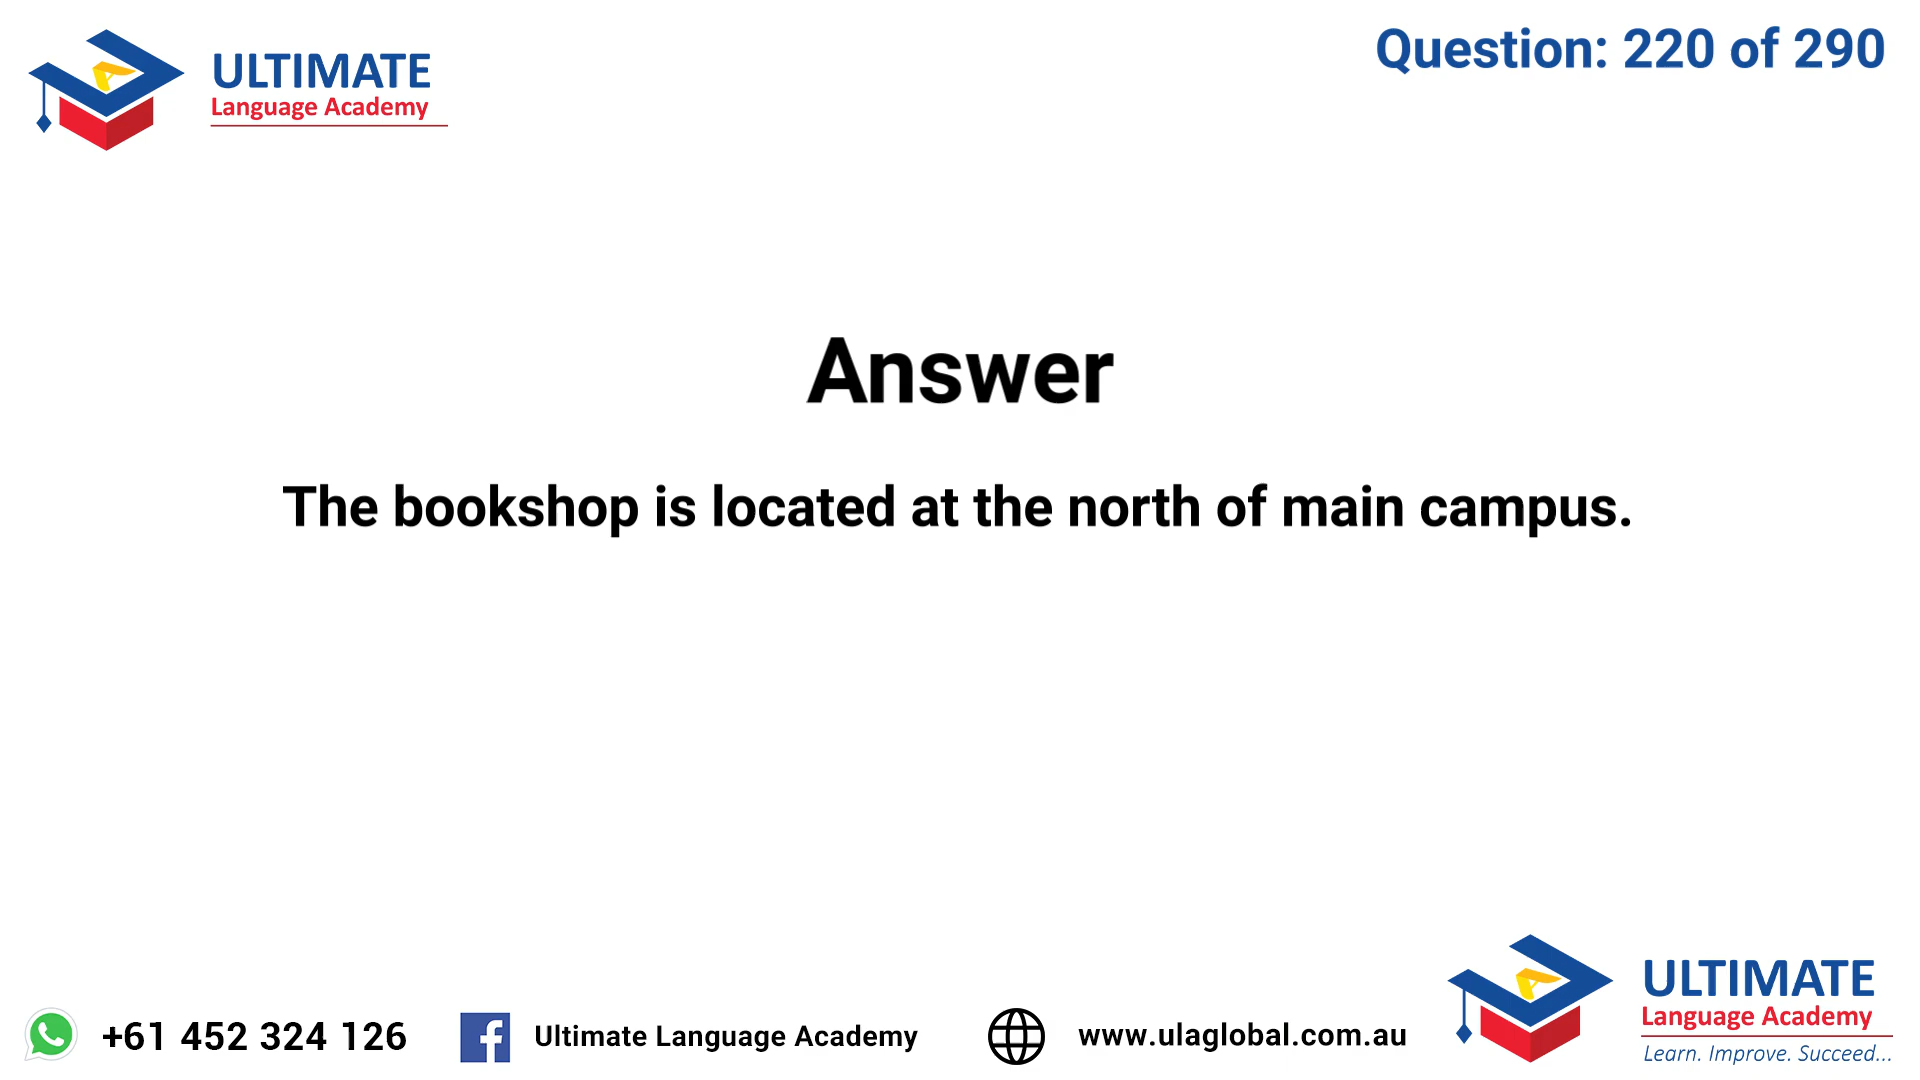 ULTIMATE
Language Academy
Question: 220 of 290
Answer
The bookshop is located at the north of main campus.
+61 452 324 126
Ultimate Language Academy
www.ulaglobal.com.au
ULTIMATE
Language Academy
Learn. Improve. Succeed...